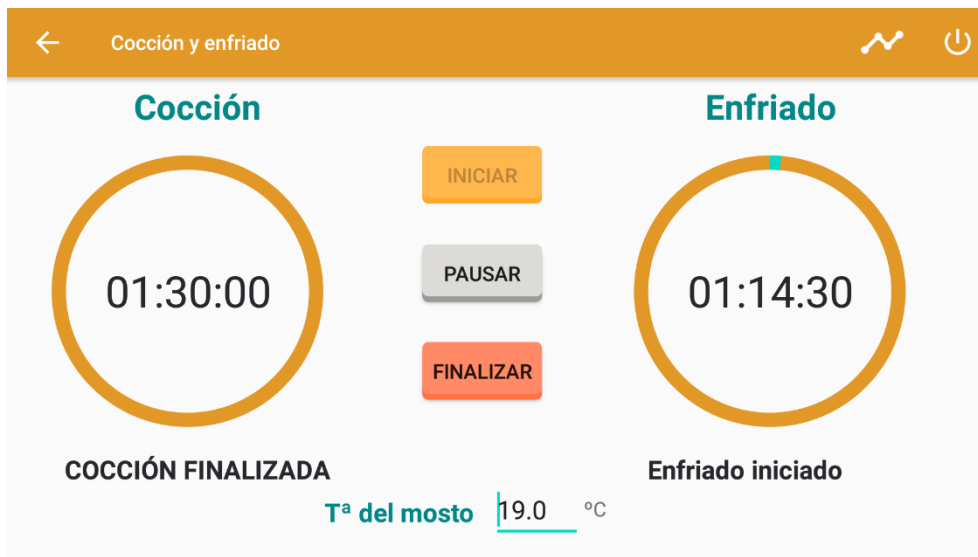 Cocción y enfriado
Cocción
Enfriado
INICIAR
01:30:00
PAUSAR
01:14:30
FINALIZAR
COCCIÓN FINALIZADA
Enfriado iniciado
Tª del mosto 19.0 ºC